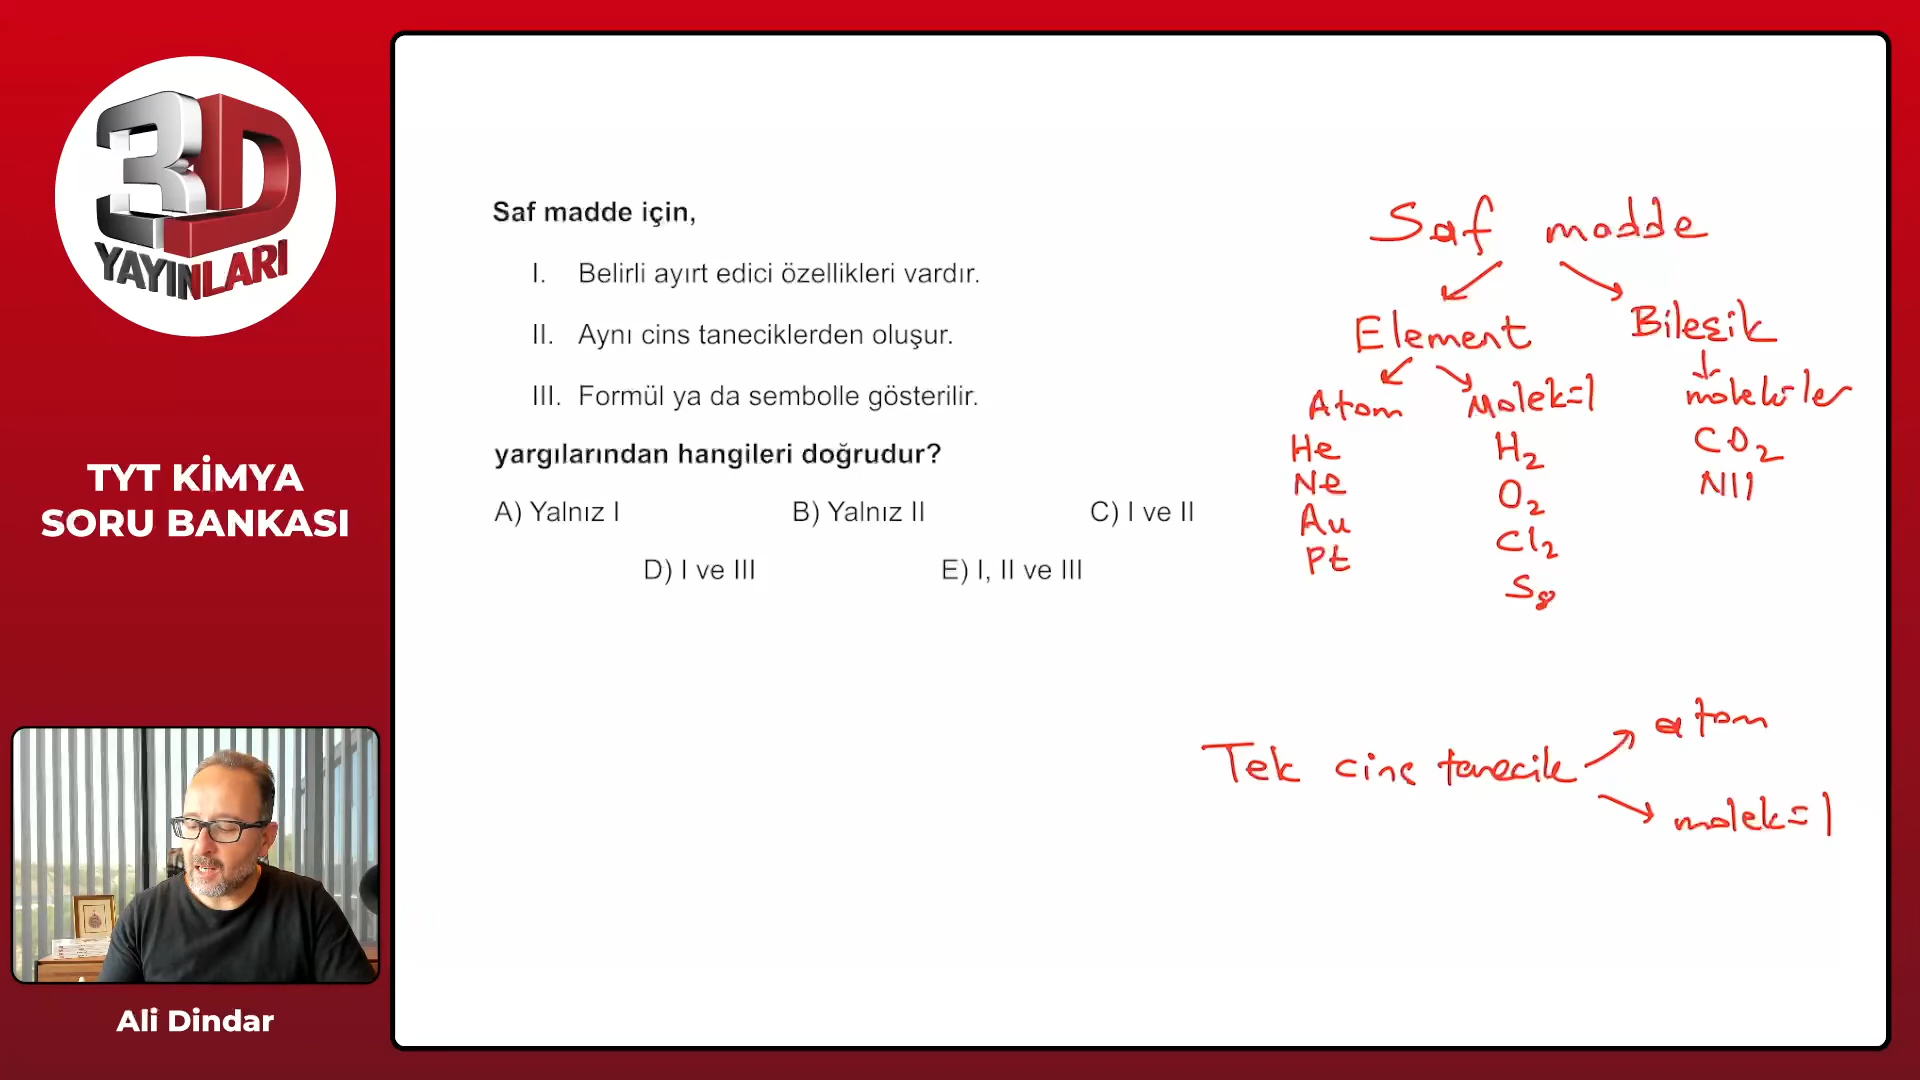 3D
YAYINLARI
TYT KİMYA
SORU BANKASI
Ali Dindar
Saf madde için,
I. Belirli ayırt edici özellikleri vardır.
II. Aynı cins taneciklerden oluşur.
III. Formül ya da sembolle gösterilir.
yargılarından hangileri doğrudur?
A) Yalnız I B) Yalnız II C) I ve II
D) I ve III E) I, II ve III
Saf madde
Element Bileşik
Atom Molekül moleküler
He H2 CO2
Ne O2
Au Cl2
Pt S8
Tek cins tanecik
atom
molekül